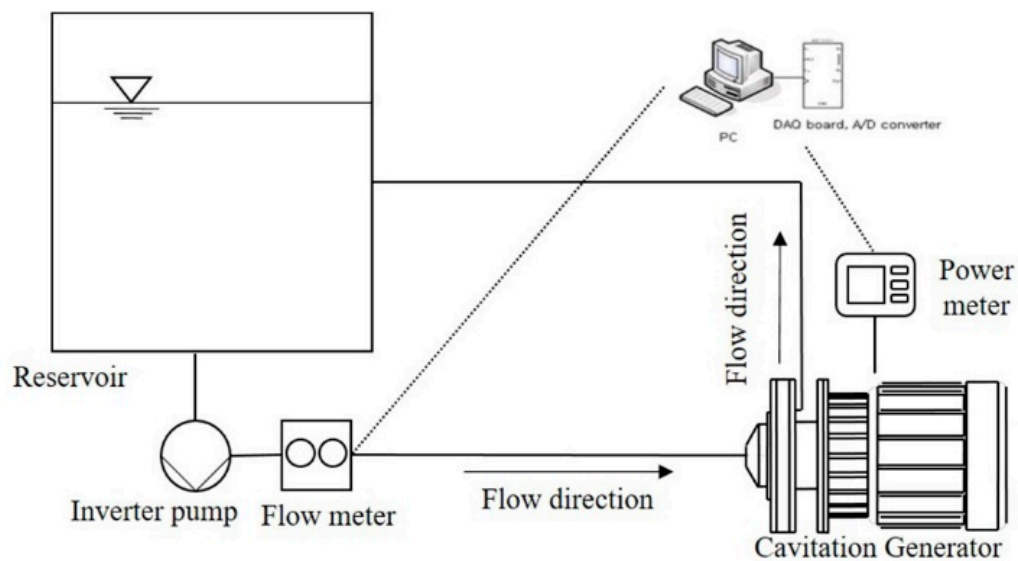 PC
DAQ board, A/D converter
Flow direction
Power
meter
Reservoir
Inverter pump
Flow meter
Flow direction
Cavitation Generator